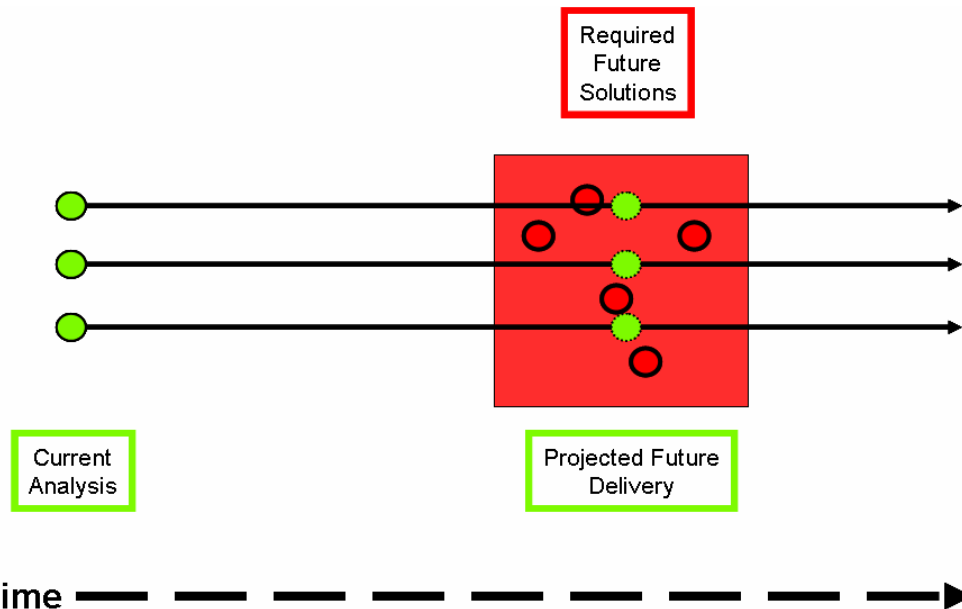 Required
Future
Solutions
Current
Analysis
Projected Future
Delivery
ime